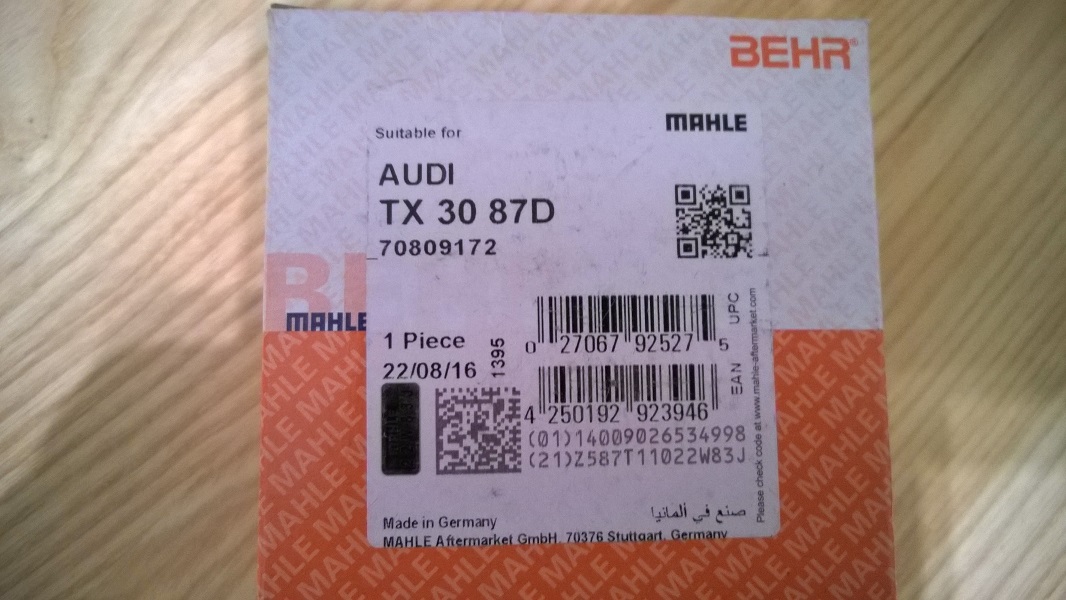 BEHR®
MAHLE
Suitable for
AUDI
TX 30 87D
70809172
MAHLE
1 Piece
22/08/16
1395
0 27067 92527 5
UPC
4 250192 923946
EAN
(01)14009026534998
(21)Z587T11022W83J
Please check code at www.mahle-aftermarket.com
صنع في ألمانيا
Made in Germany
MAHLE Aftermarket GmbH, 70376 Stuttgart, Germany